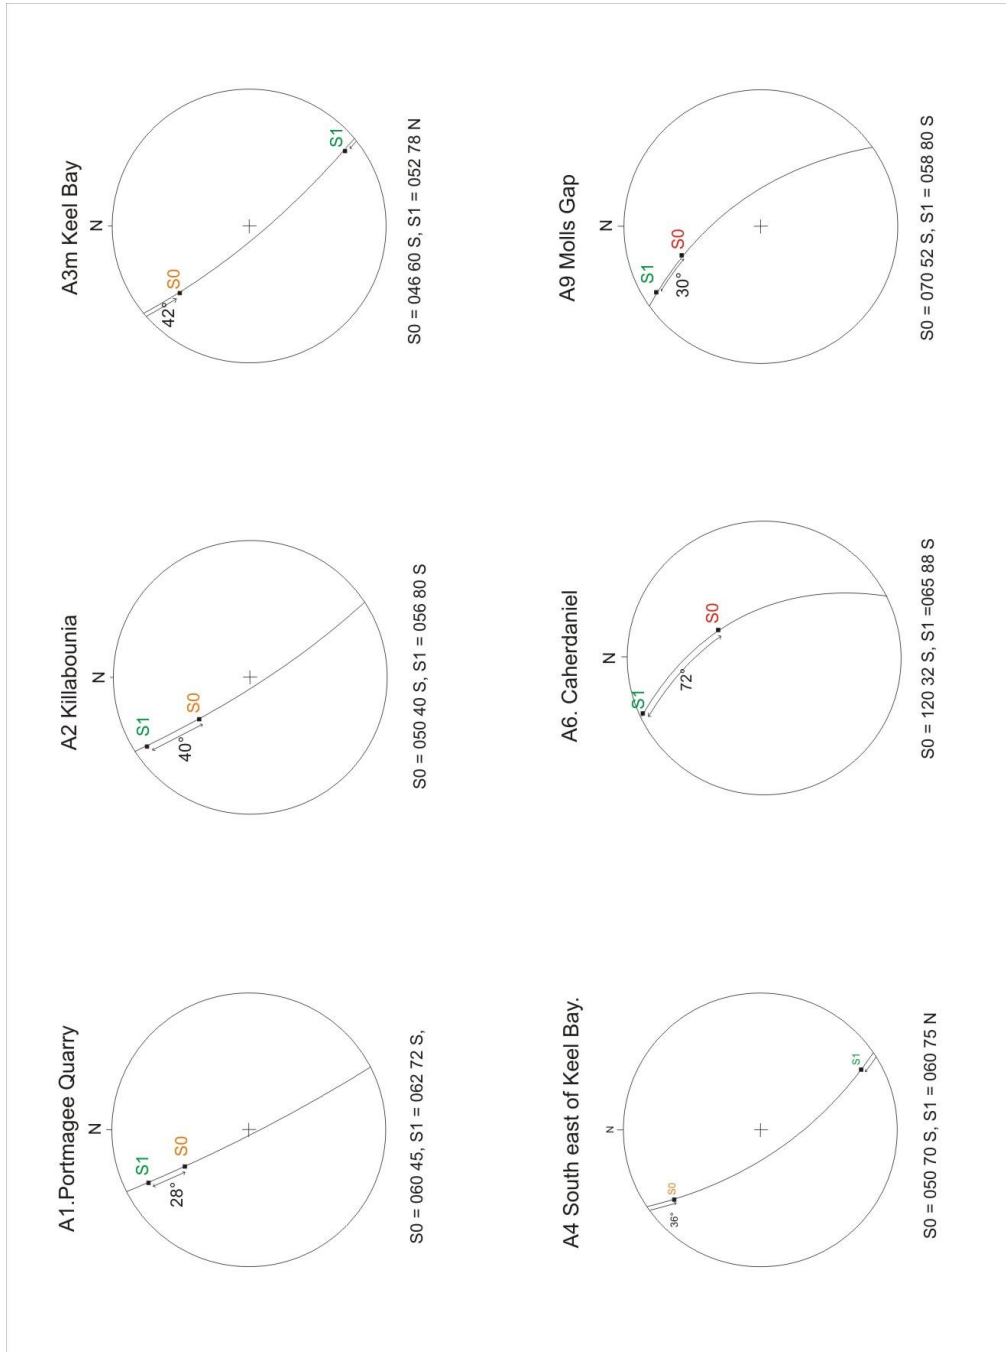 A1.Portmagee Quarry
N
S1
S0
28°
S0 = 060 45, S1 = 062 72 S,
A2 Killabounia
N
S1
S0
40°
S0 = 050 40 S, S1 = 056 80 S
A3m Keel Bay
N
S0
42°
S1
S0 = 046 60 S, S1 = 052 78 N
A4 South east of Keel Bay.
N
S0
36°
S1
S0 = 050 70 S, S1 = 060 75 N
A6. Caherdaniel
N
S1
S0
72°
S0 = 120 32 S, S1 =065 88 S
A9 Molls Gap
N
S1
S0
30°
S0 = 070 52 S, S1 = 058 80 S